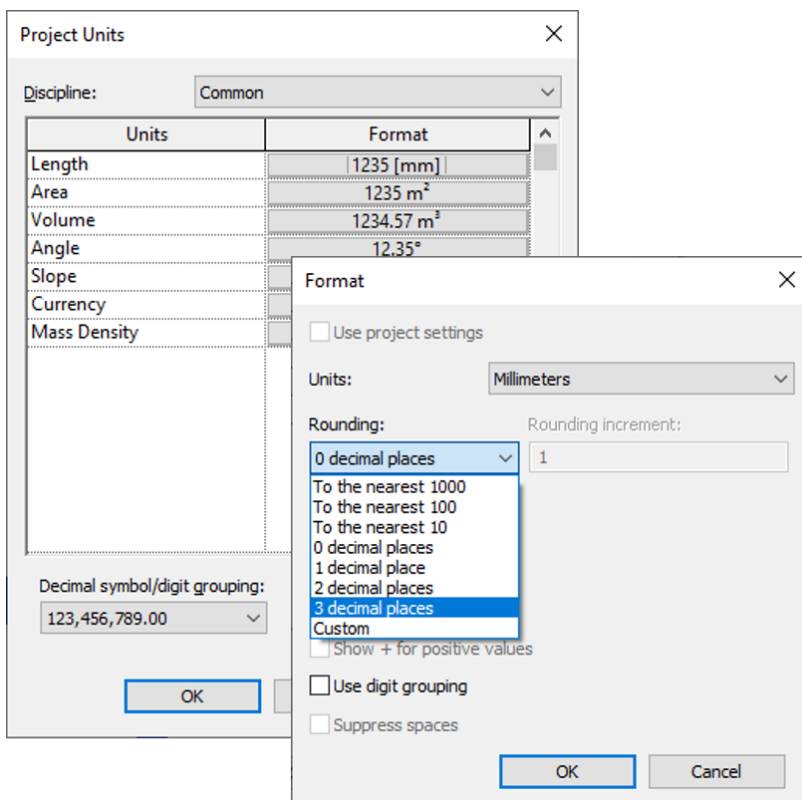 Project Units
Discipline: Common
Units Format
Length 1235 [mm]
Area 1235 m²
Volume 1234.57 m³
Angle 12.35°
Slope
Currency
Mass Density
Decimal symbol/digit grouping:
123,456,789.00
OK
Format
Use project settings
Units: Millimeters
Rounding: Rounding increment:
0 decimal places 1
To the nearest 1000
To the nearest 100
To the nearest 10
0 decimal places
1 decimal place
2 decimal places
3 decimal places
Custom
Show + for positive values
Use digit grouping
Suppress spaces
OK Cancel